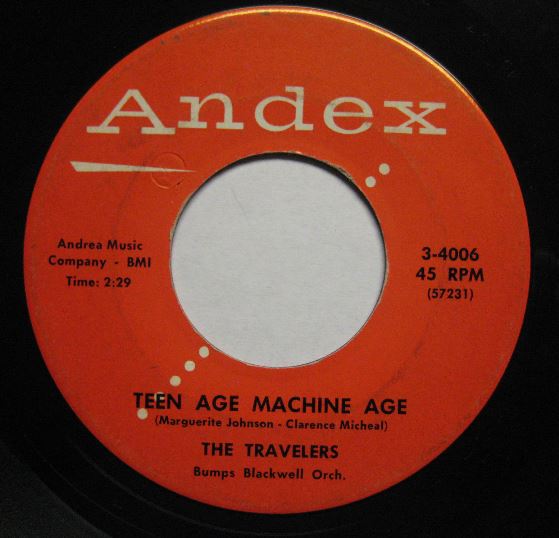 Andex
Andrea Music
Company - BMI
Time: 2:29
3-4006
45 RPM
(57231)
TEEN AGE MACHINE AGE
(Marguerite Johnson - Clarence Micheal)
THE TRAVELERS
Bumps Blackwell Orch.